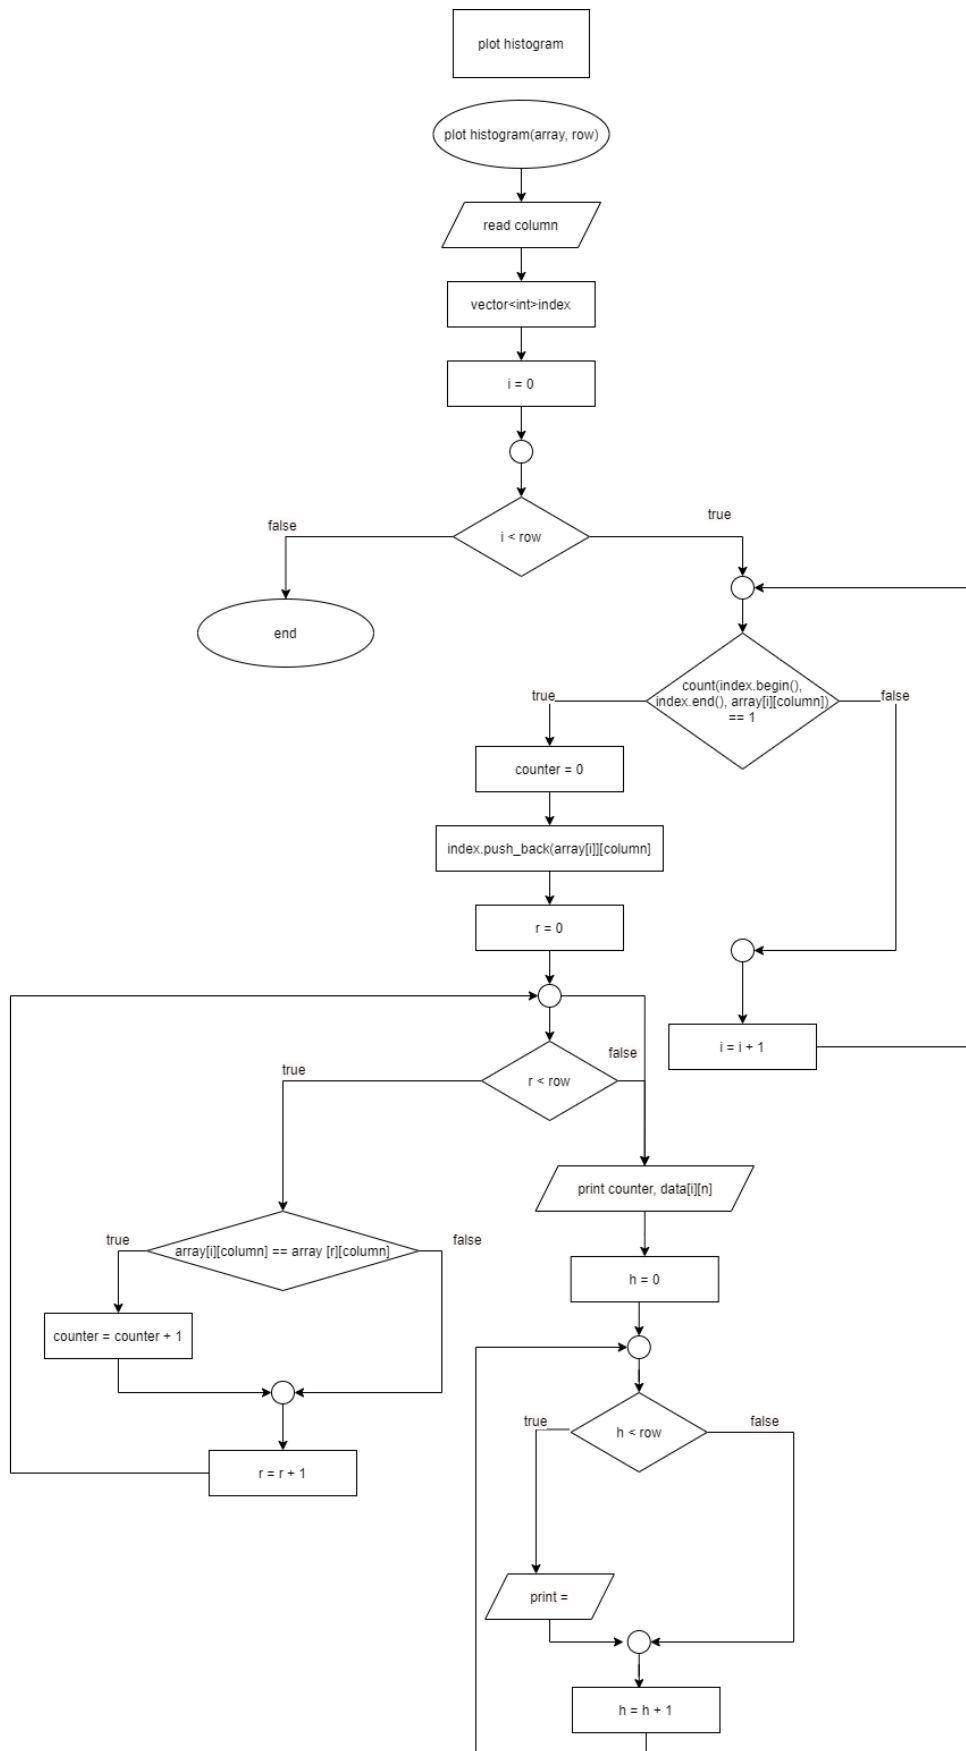 plot histogram
plot histogram(array, row)
read column
vector<int>index
i = 0
i < row
false
true
end
count(index.begin(),
index.end(), array[i][column])
== 1
true
false
counter = 0
index.push_back(array[i]][column]
r = 0
r < row
true
false
i = i + 1
print counter, data[i][n]
array[i][column] == array [r][column]
true
false
h = 0
counter = counter + 1
h < row
true
false
r = r + 1
print =
h = h + 1